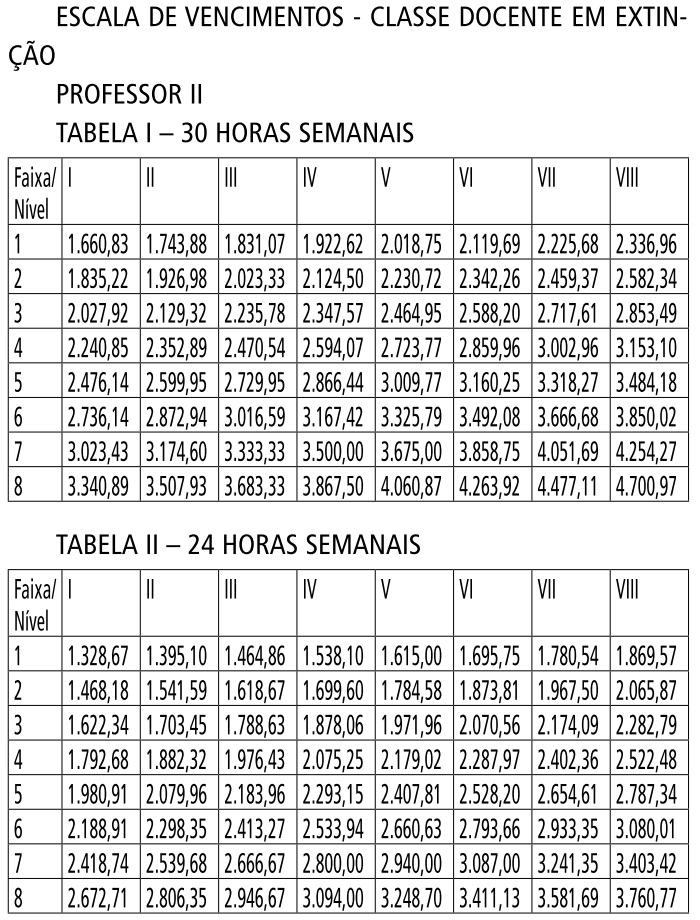 ESCALA DE VENCIMENTOS - CLASSE DOCENTE EM EXTIN-
ÇÃO
PROFESSOR II
TABELA I – 30 HORAS SEMANAIS
Faixa/ I II III IV V VI VII VIII
Nível
1 1.660,83 1.743,88 1.831,07 1.922,62 2.018,75 2.119,69 2.225,68 2.336,96
2 1.835,22 1.926,98 2.023,33 2.124,50 2.230,72 2.342,26 2.459,37 2.582,34
3 2.027,92 2.129,32 2.235,78 2.347,57 2.464,95 2.588,20 2.717,61 2.853,49
4 2.240,85 2.352,89 2.470,54 2.594,07 2.723,77 2.859,96 3.002,96 3.153,10
5 2.476,14 2.599,95 2.729,95 2.866,44 3.009,77 3.160,25 3.318,27 3.484,18
6 2.736,14 2.872,94 3.016,59 3.167,42 3.325,79 3.492,08 3.666,68 3.850,02
7 3.023,43 3.174,60 3.333,33 3.500,00 3.675,00 3.858,75 4.051,69 4.254,27
8 3.340,89 3.507,93 3.683,33 3.867,50 4.060,87 4.263,92 4.477,11 4.700,97
TABELA II – 24 HORAS SEMANAIS
Faixa/ I II III IV V VI VII VIII
Nível
1 1.328,67 1.395,10 1.464,86 1.538,10 1.615,00 1.695,75 1.780,54 1.869,57
2 1.468,18 1.541,59 1.618,67 1.699,60 1.784,58 1.873,81 1.967,50 2.065,87
3 1.622,34 1.703,45 1.788,63 1.878,06 1.971,96 2.070,56 2.174,09 2.282,79
4 1.792,68 1.882,32 1.976,43 2.075,25 2.179,02 2.287,97 2.402,36 2.522,48
5 1.980,91 2.079,96 2.183,96 2.293,15 2.407,81 2.528,20 2.654,61 2.787,34
6 2.188,91 2.298,35 2.413,27 2.533,94 2.660,63 2.793,66 2.933,35 3.080,01
7 2.418,74 2.539,68 2.666,67 2.800,00 2.940,00 3.087,00 3.241,35 3.403,42
8 2.672,71 2.806,35 2.946,67 3.094,00 3.248,70 3.411,13 3.581,69 3.760,77